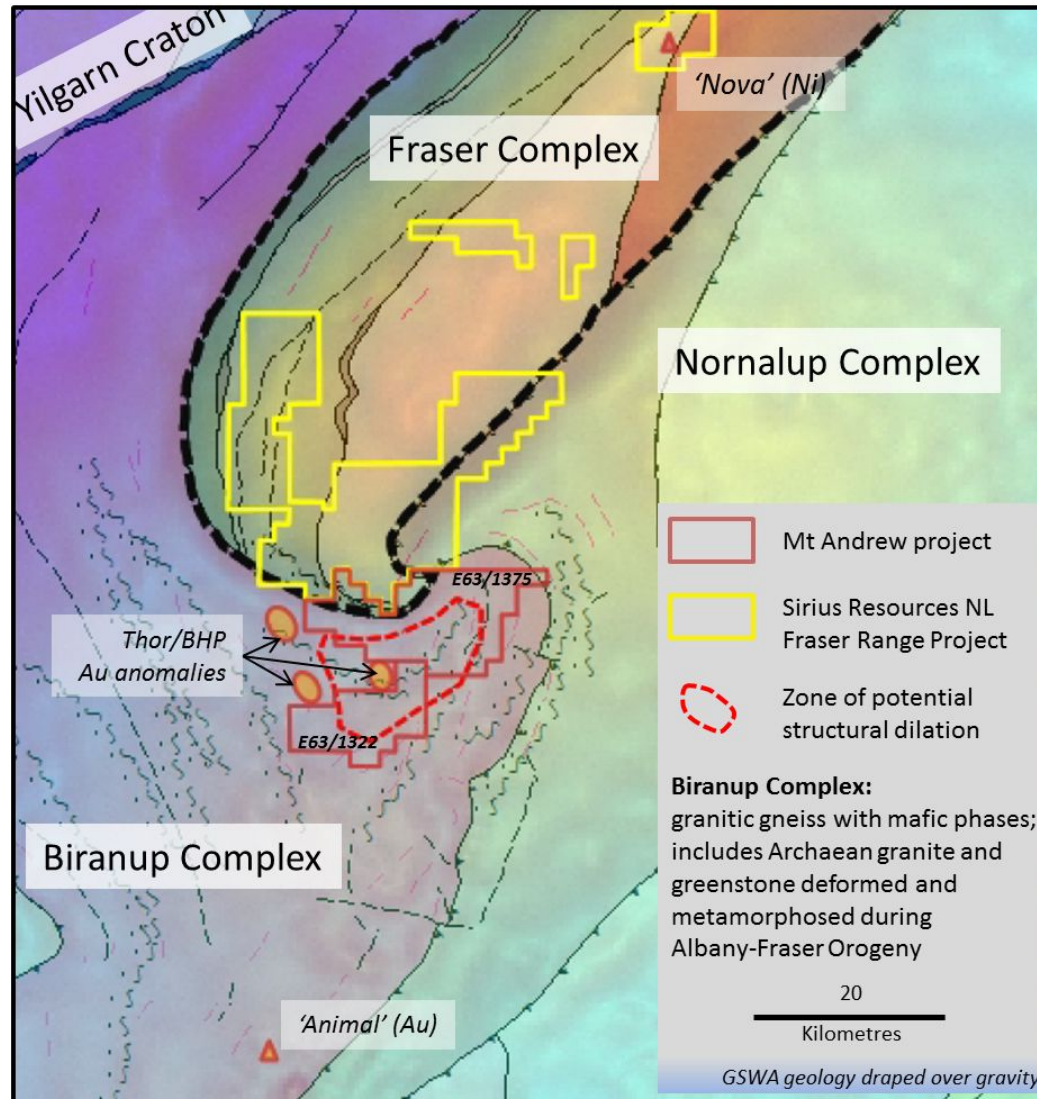 Yilgarn Craton
'Nova' (Ni)
Fraser Complex
Nornalup Complex
E63/1375
Thor/BHP
Au anomalies
E63/1322
Biranup Complex
'Animal' (Au)
Mt Andrew project
Sirius Resources NL
Fraser Range Project
Zone of potential
structural dilation
Biranup Complex:
granitic gneiss with mafic phases;
includes Archaean granite and
greenstone deformed and
metamorphosed during
Albany-Fraser Orogeny
20
Kilometres
GSWA geology draped over gravity